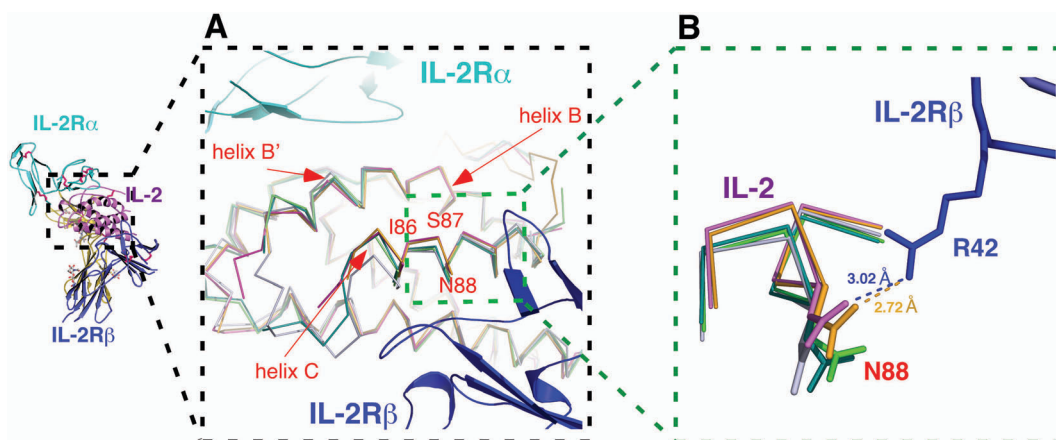 A
B
IL-2Rα
IL-2
IL-2Rβ
IL-2Rα
helix B
helix B’
I86
S87
N88
helix C
IL-2Rβ
IL-2Rβ
IL-2
R42
3.02 Å
2.72 Å
N88